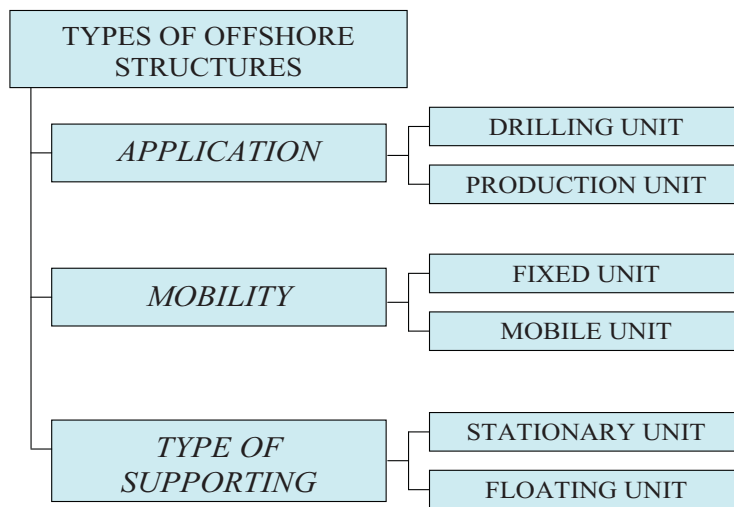 TYPES OF OFFSHORE
STRUCTURES
APPLICATION
DRILLING UNIT
PRODUCTION UNIT
MOBILITY
FIXED UNIT
MOBILE UNIT
TYPE OF
SUPPORTING
STATIONARY UNIT
FLOATING UNIT